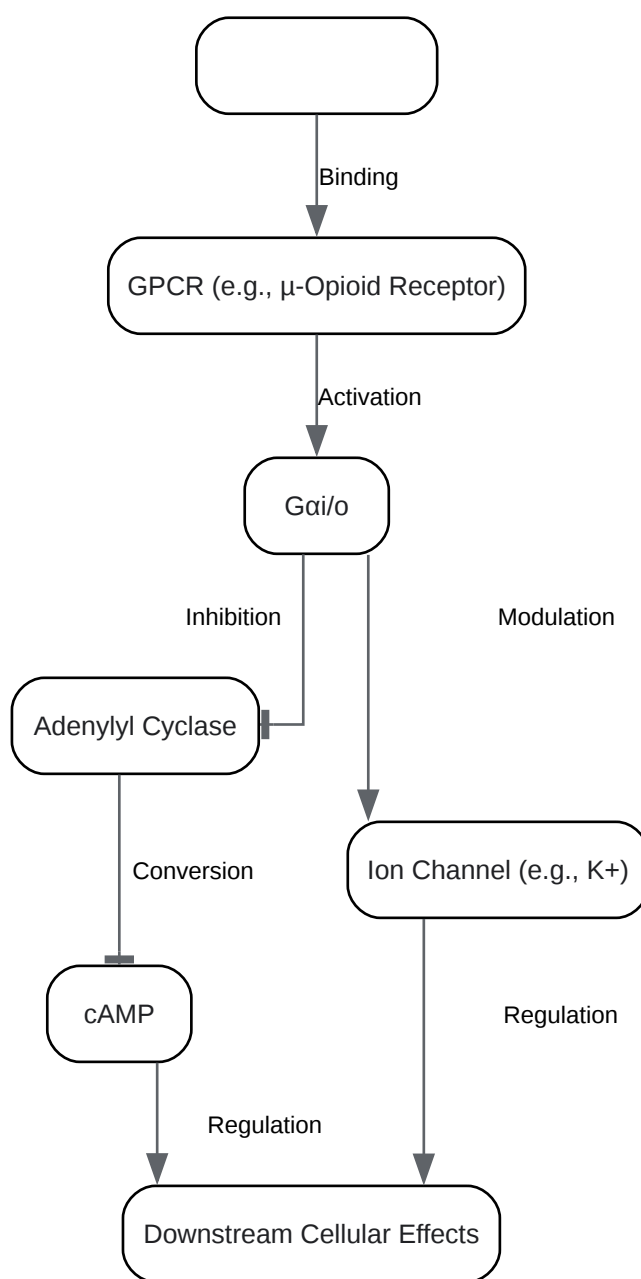 Binding
GPCR (e.g., µ-Opioid Receptor)
Activation
Gαi/o
Inhibition
Modulation
Adenylyl Cyclase
Conversion
Ion Channel (e.g., K+)
cAMP
Regulation
Regulation
Downstream Cellular Effects